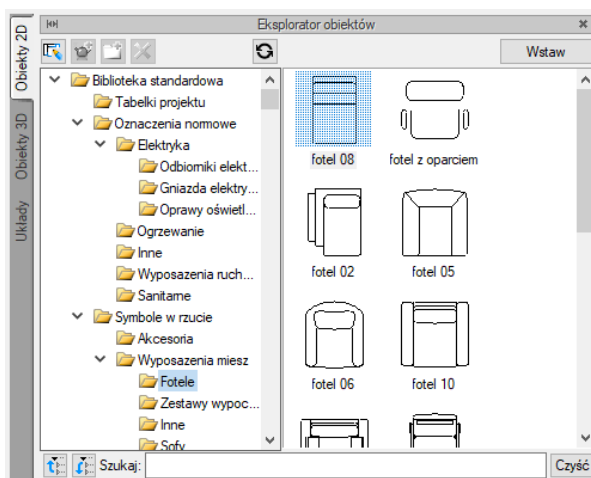 Eksplorator obiektów
Obiekty 2D
Obiekty 3D
Układy
Wstaw
Biblioteka standardowa
Tabelki projektu
Oznaczenia normowe
Elektryka
Odbiorniki elekt...
Gniazda elektry...
Oprawy oświetl...
Ogrzewanie
Inne
Wyposażenia ruch...
Sanitarne
Symbole w rzucie
Akcesoria
Wyposażenia miesz
Fotele
Zestawy wypoc...
Inne
Sofy
fotel 08
fotel z oparciem
fotel 02
fotel 05
fotel 06
fotel 10
Szukaj:
Czyść